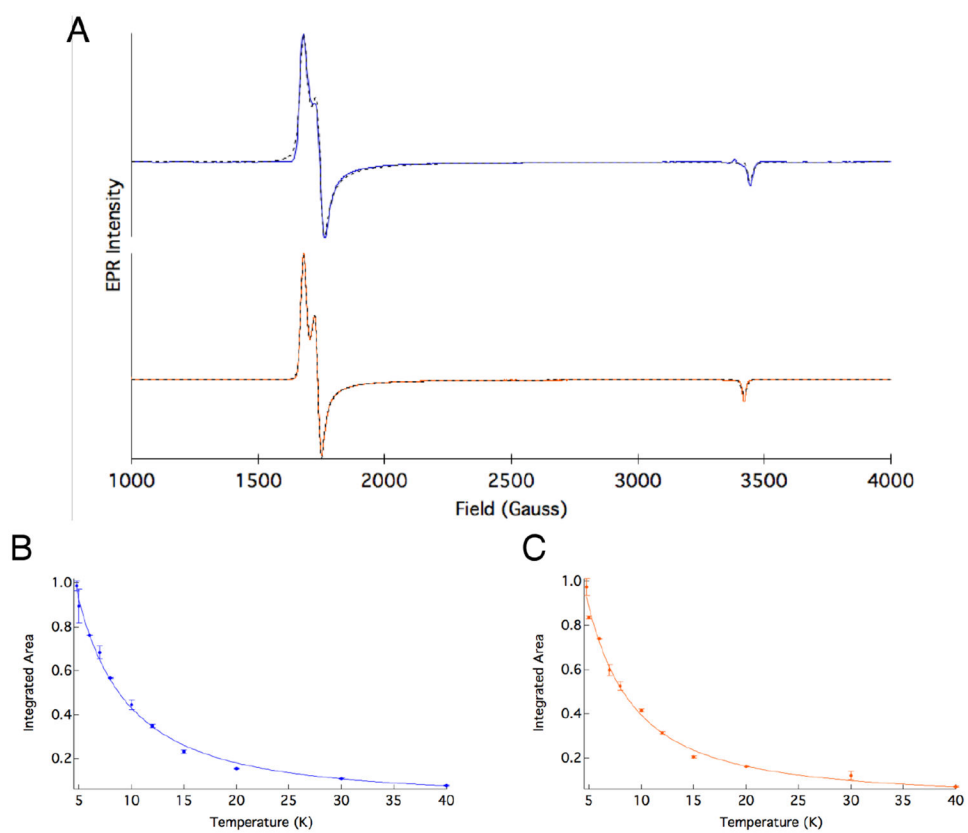 A
EPR Intensity
1000 1500 2000 2500 3000 3500 4000
Field (Gauss)
B
1.0
0.8
0.6
0.4
0.2
Integrated Area
5 10 15 20 25 30 35 40
Temperature (K)
C
1.0
0.8
0.6
0.4
0.2
Integrated Area
5 10 15 20 25 30 35 40
Temperature (K)